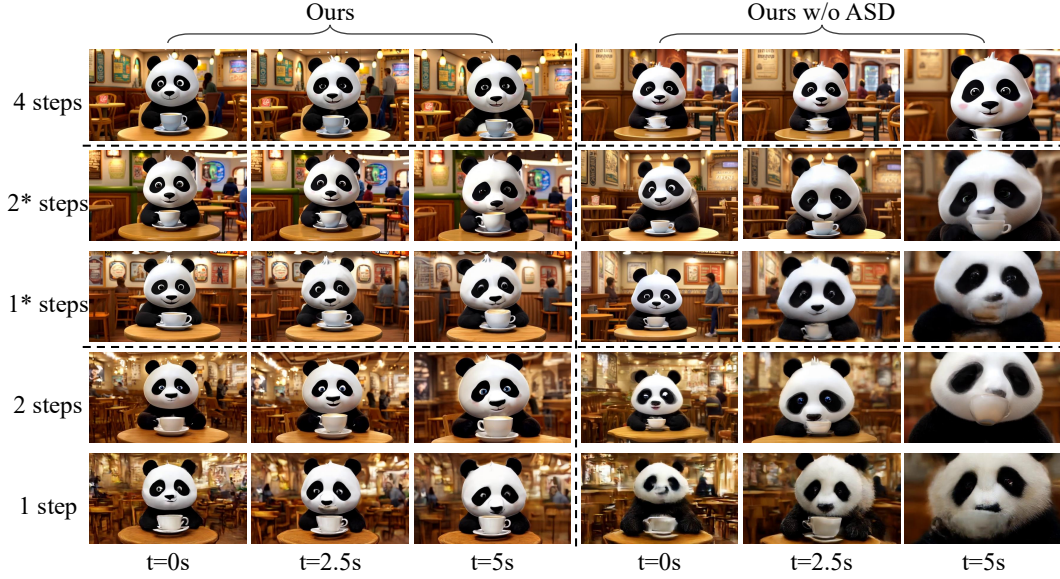 Ours
Ours w/o ASD
4 steps
2* steps
1* steps
2 steps
1 step
t=0s
t=2.5s
t=5s
t=0s
t=2.5s
t=5s